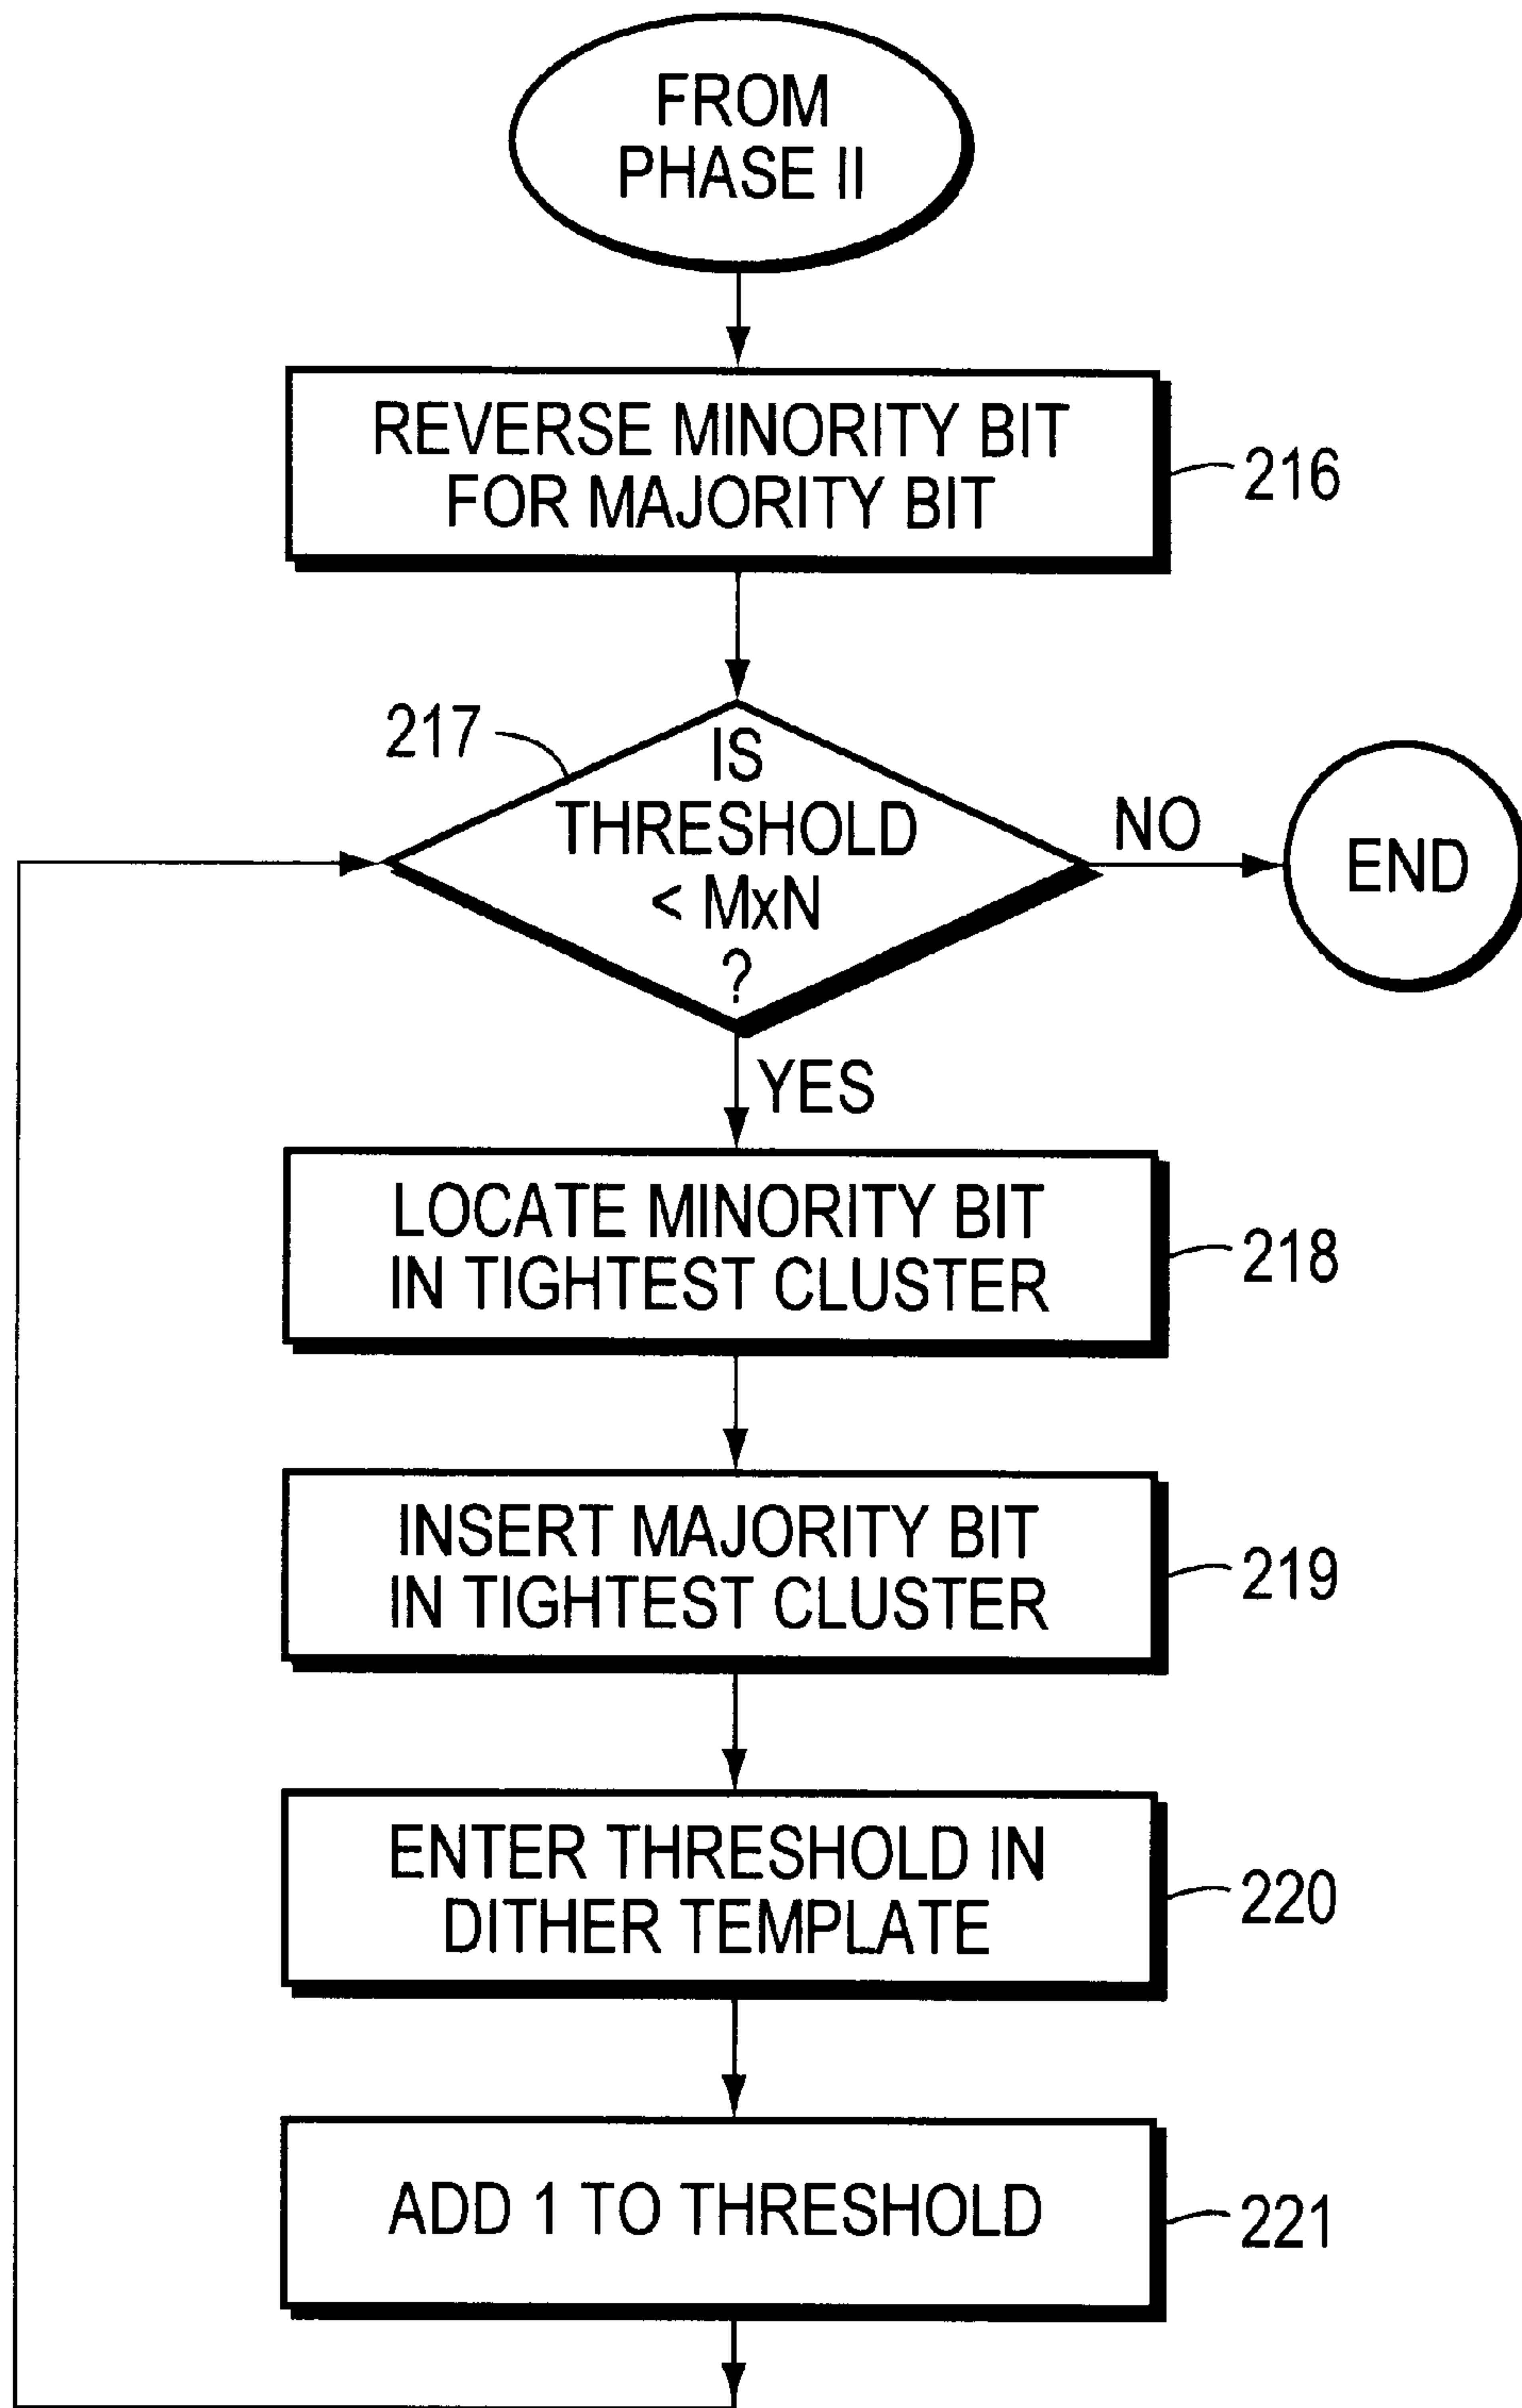 FROM
PHASE II
REVERSE MINORITY BIT
FOR MAJORITY BIT
216
217
IS
THRESHOLD
< MxN
?
NO
END
YES
LOCATE MINORITY BIT
IN TIGHTEST CLUSTER
218
INSERT MAJORITY BIT
IN TIGHTEST CLUSTER
219
ENTER THRESHOLD IN
DITHER TEMPLATE
220
ADD 1 TO THRESHOLD
221